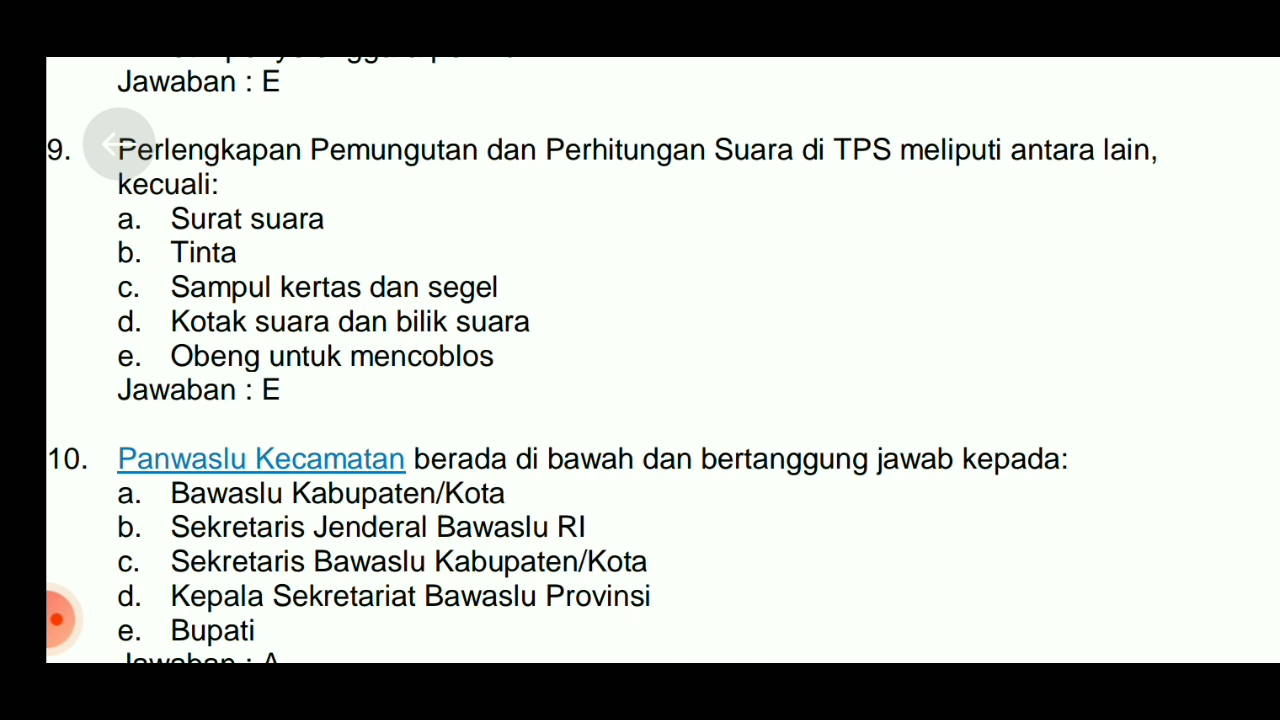 Jawaban : E
9. Perlengkapan Pemungutan dan Perhitungan Suara di TPS meliputi antara lain,
kecuali:
a. Surat suara
b. Tinta
c. Sampul kertas dan segel
d. Kotak suara dan bilik suara
e. Obeng untuk mencoblos
Jawaban : E
10. Panwaslu Kecamatan berada di bawah dan bertanggung jawab kepada:
a. Bawaslu Kabupaten/Kota
b. Sekretaris Jenderal Bawaslu RI
c. Sekretaris Bawaslu Kabupaten/Kota
d. Kepala Sekretariat Bawaslu Provinsi
e. Bupati
Jawaban : A